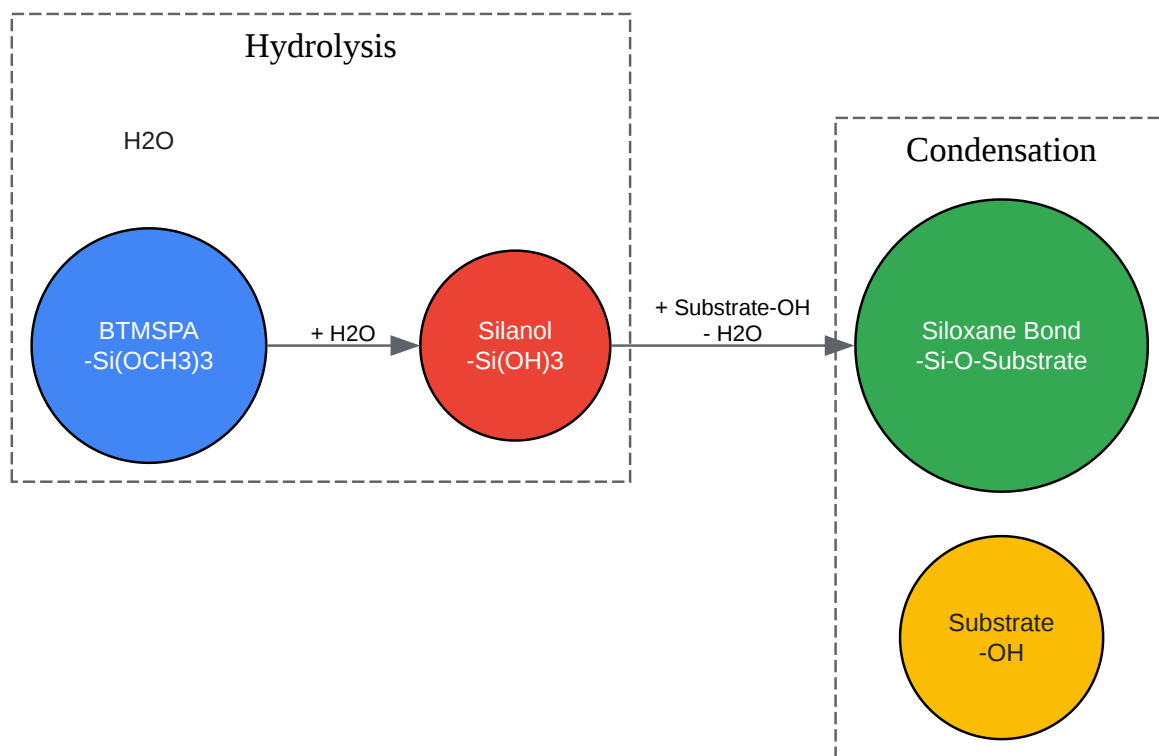 Hydrolysis
H2O
BTMSPA
-Si(OCH3)3
+ H2O
Silanol
-Si(OH)3
+ Substrate-OH
- H2O
Condensation
Siloxane Bond
-Si-O-Substrate
Substrate
-OH